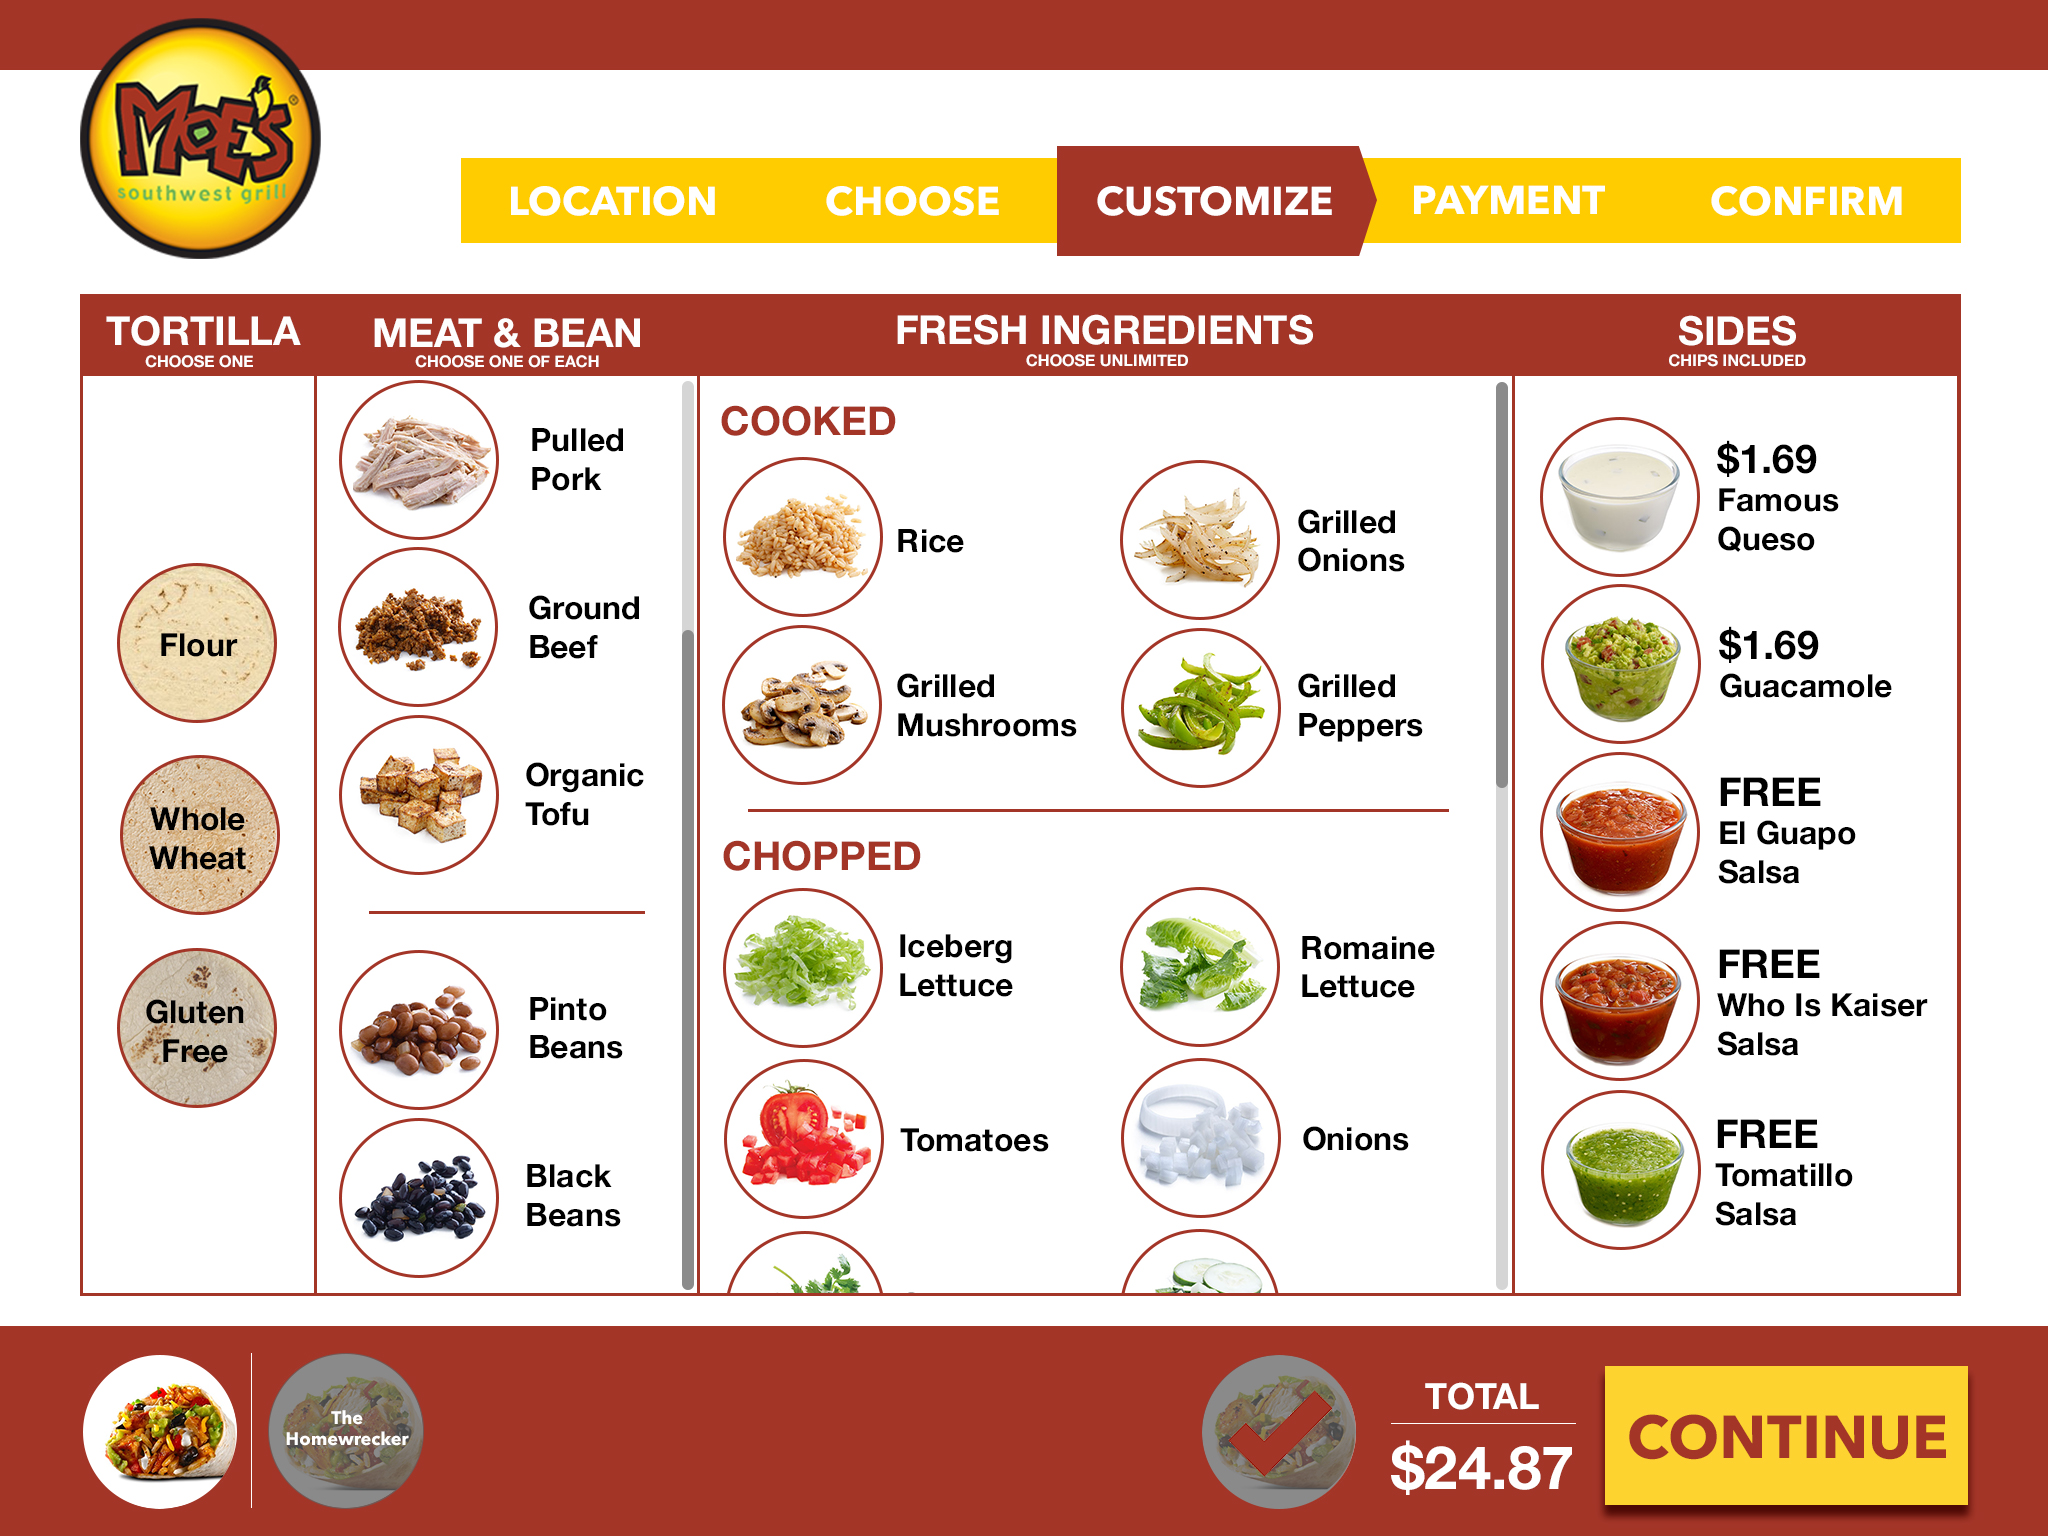 MOE'S®
southwest grill
LOCATION
CHOOSE
CUSTOMIZE
PAYMENT
CONFIRM
TORTILLA
CHOOSE ONE
Flour
Whole
Wheat
Gluten
Free
MEAT & BEAN
CHOOSE ONE OF EACH
Pulled
Pork
Ground
Beef
Organic
Tofu
Pinto
Beans
Black
Beans
FRESH INGREDIENTS
CHOOSE UNLIMITED
COOKED
Rice
Grilled
Onions
Grilled
Mushrooms
Grilled
Peppers
CHOPPED
Iceberg
Lettuce
Romaine
Lettuce
Tomatoes
Onions
SIDES
CHIPS INCLUDED
$1.69
Famous
Queso
$1.69
Guacamole
FREE
El Guapo
Salsa
FREE
Who Is Kaiser
Salsa
FREE
Tomatillo
Salsa
The
Homewrecker
TOTAL
$24.87
CONTINUE